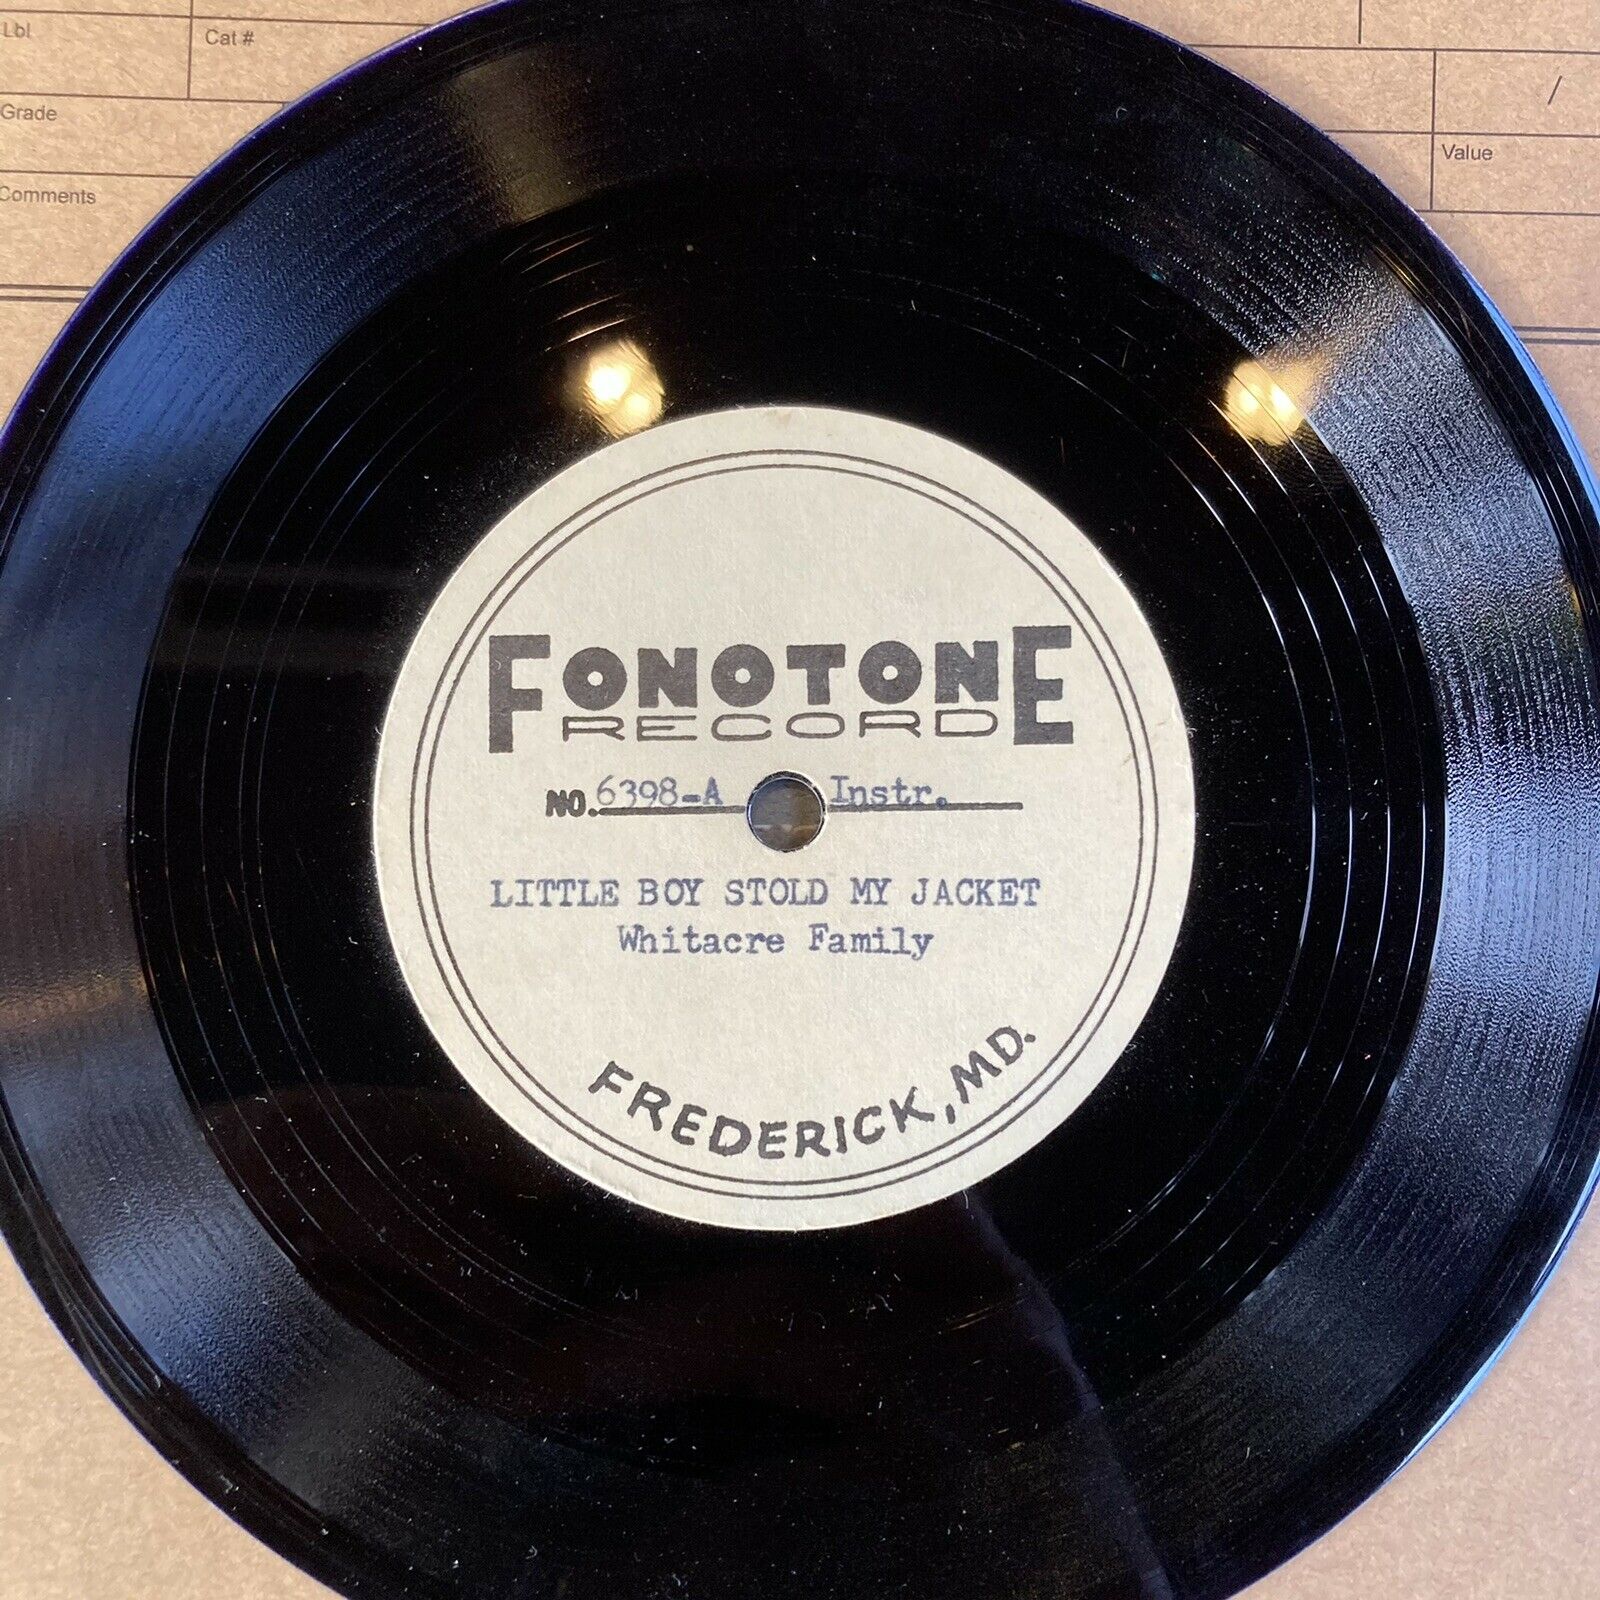 Lbl
Cat #
Grade
/
Value
Comments
FONOTONE
RECORD
NO. 6398-A Instr.
LITTLE BOY STOLD MY JACKET
Whitacre Family
FREDERICK, MD.